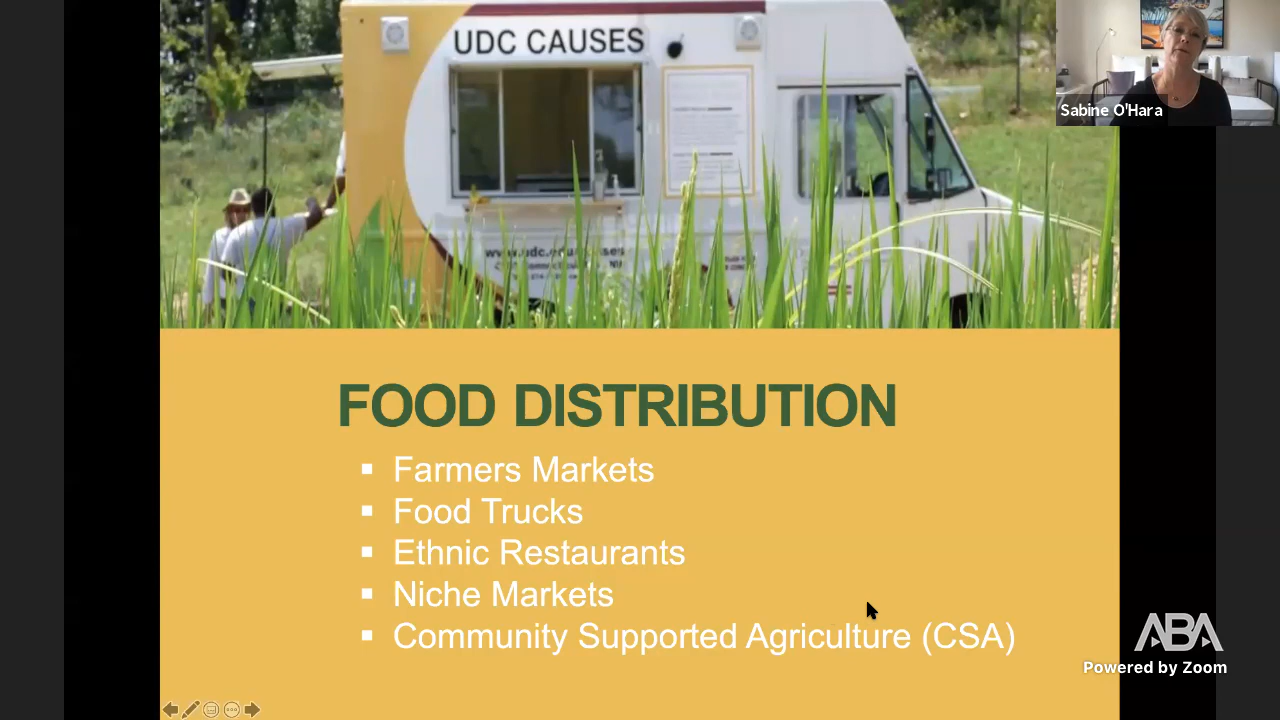 UDC CAUSES
Sabine O'Hara
FOOD DISTRIBUTION
▪ Farmers Markets
▪ Food Trucks
▪ Ethnic Restaurants
▪ Niche Markets
▪ Community Supported Agriculture (CSA)
ABA
Powered by Zoom